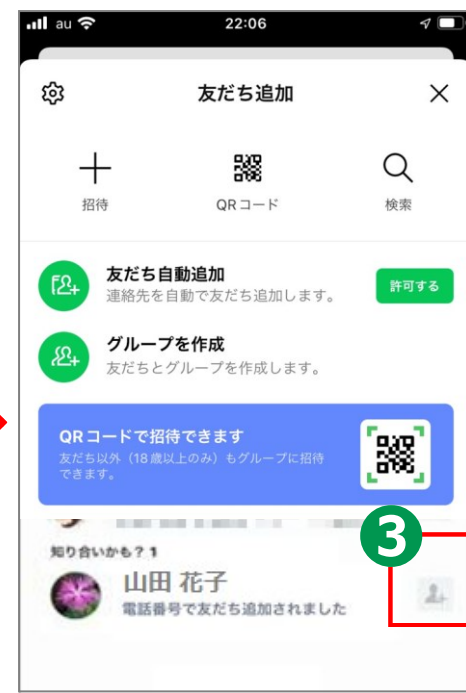 au 22:06
友だち追加
招待 QRコード 検索
友だち自動追加
連絡先を自動で友だち追加します。
許可する
グループを作成
友だちとグループを作成します。
QRコードで招待できます
友だち以外（18歳以上のみ）もグループに招待
できます。
3
知り合いかも？1
山田 花子
電話番号で友だち追加されました